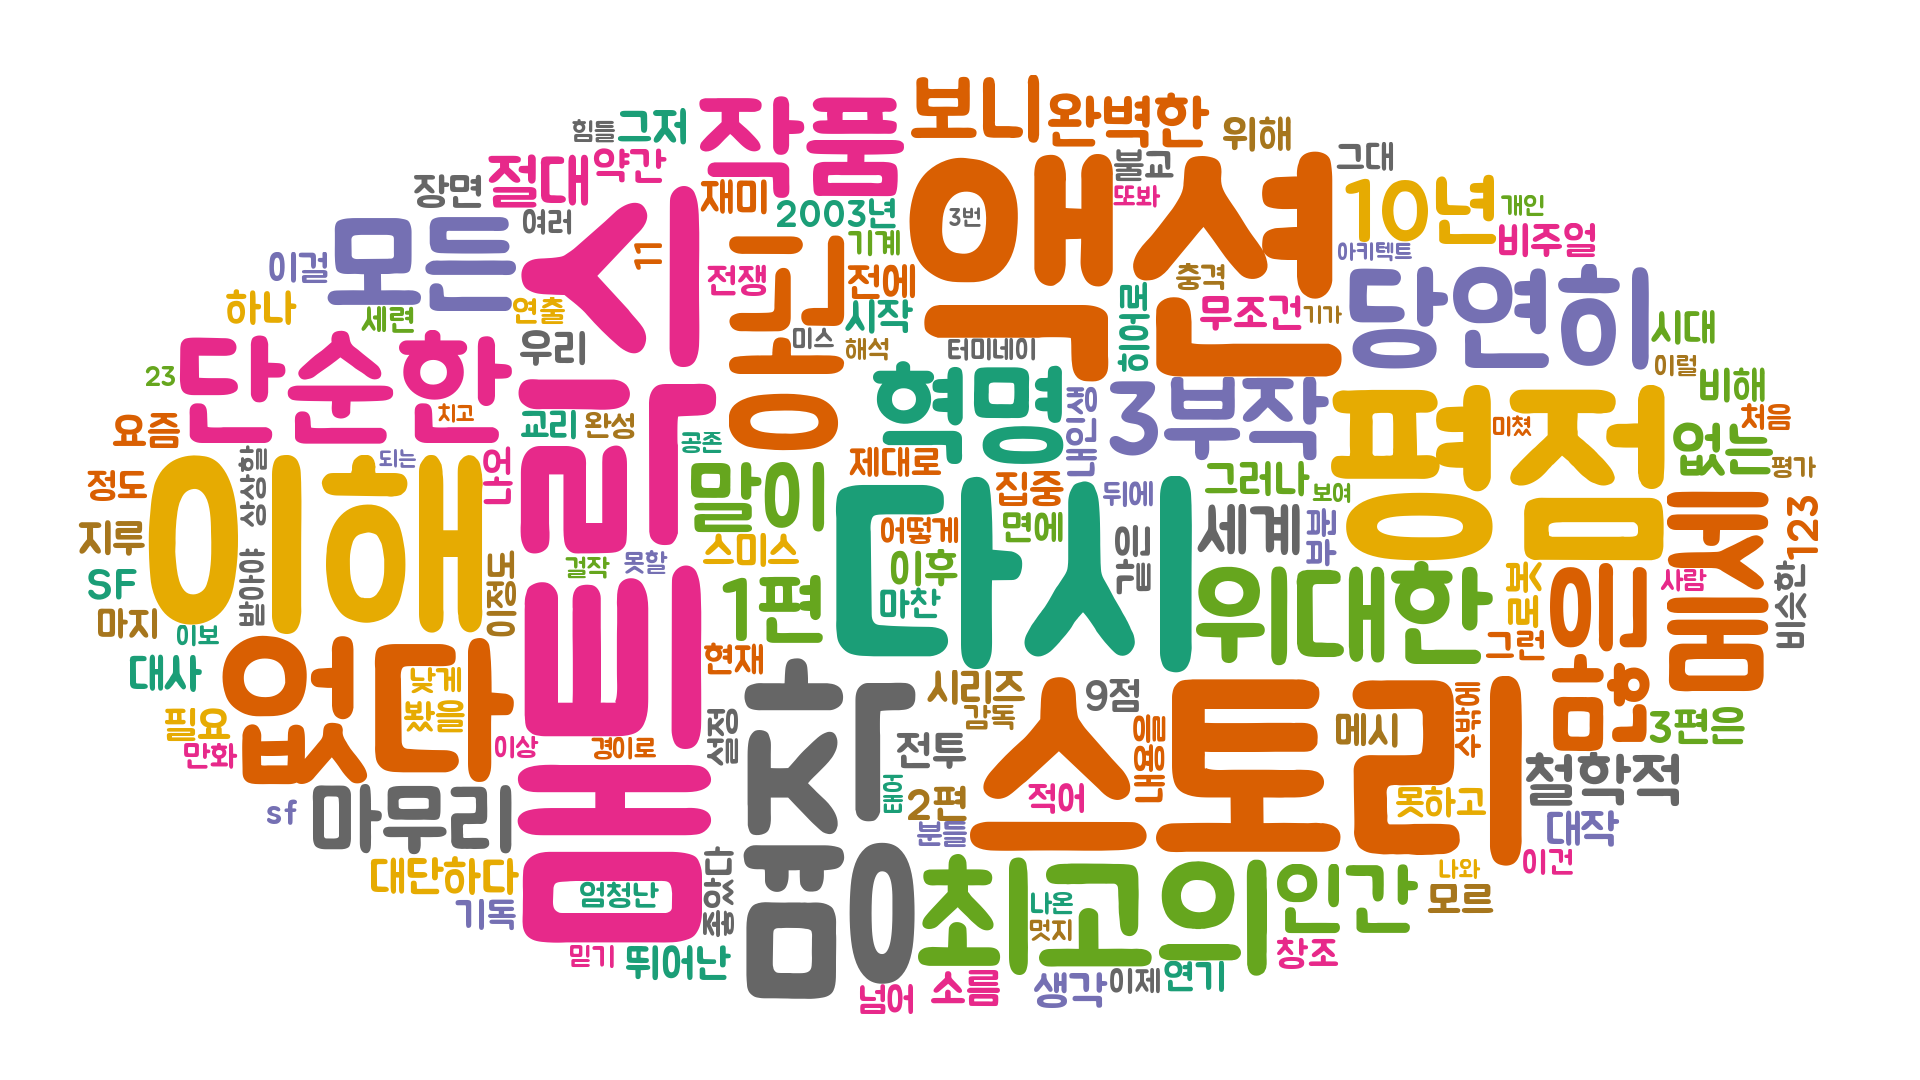 보니
완벽한
작품
힘들
그저
위해
절대
약간
불교
그대
장면
재미
액션
또봐
10년
개인
여러
2003년
3번
비주얼
모든
시리즈물
11
기계
아키텍트
이걸
전쟁
전에
충격
당연히
하나
세련
연출
시작
히어로
무조건
기가
시대
단순한
우리
미스
해석
터미네이
이럴
23
혁명
3부작
비해
치고
교리
완성
영화
내인생
평점
미쳤
처음
요즘
공존
없는
이해
되는
나언
말이
제대로
그러나
평가
정도
상상할
집중
뒤에
보여
지루
다시
어떻게
면에
같은
세계
부분
123
스미스
SF
받아야
이정도
걸작
못할
1편
이후
위대한
로봇
사람
비스한
마지
이보
마찬
그런
대사
없다
낮게
현재
시리즈
9점
스토리
수밖에
필요
봤을
감독
메시
3편은
만화
이상
경이로
설정
전투
내용을
철학적
sf
마무리
2편
적어
못하고
분들
대작
대단하다
좋았다
최고의
인간
나와
이건
기독
엄청난
나온
모르
믿기
뛰어난
멋지
창조
넘어
소름
생각
이제
연기